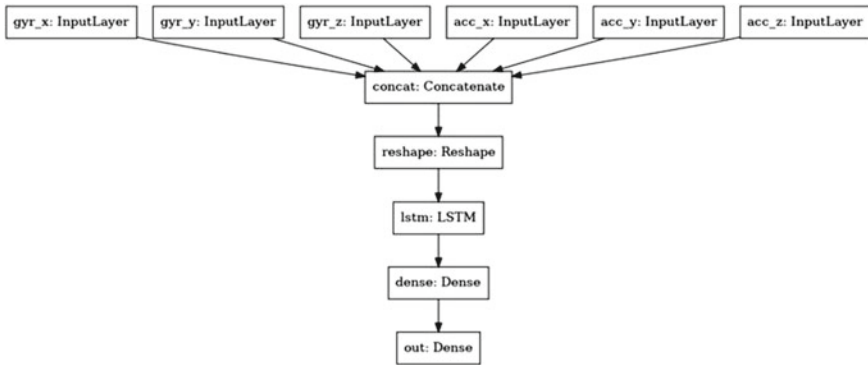 gyr_x: InputLayer
gyr_y: InputLayer
gyr_z: InputLayer
acc_x: InputLayer
acc_y: InputLayer
acc_z: InputLayer
concat: Concatenate
reshape: Reshape
lstm: LSTM
dense: Dense
out: Dense